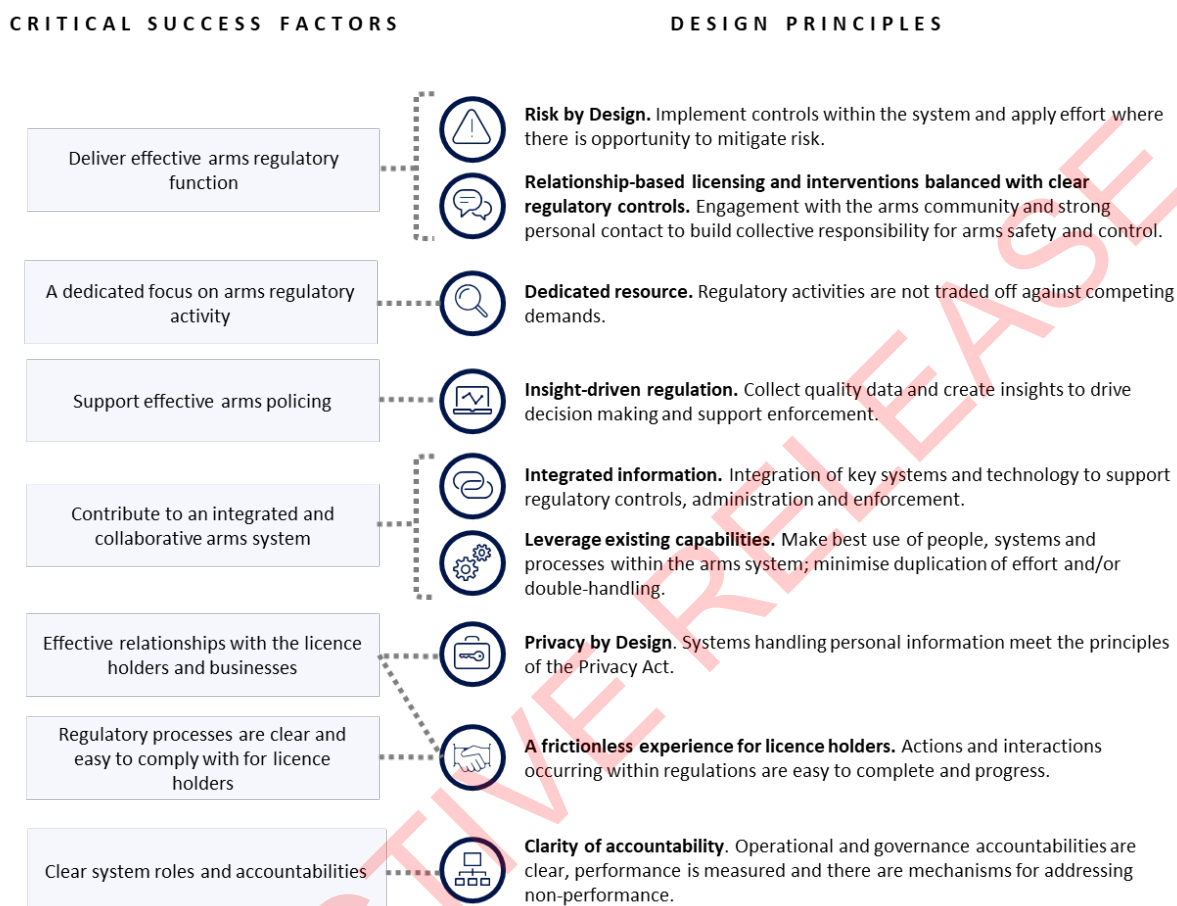 CRITICAL SUCCESS FACTORS
DESIGN PRINCIPLES
Deliver effective arms regulatory
function
Risk by Design. Implement controls within the system and apply effort where
there is opportunity to mitigate risk.
Relationship-based licensing and interventions balanced with clear
regulatory controls. Engagement with the arms community and strong
personal contact to build collective responsibility for arms safety and control.
A dedicated focus on arms regulatory
activity
Dedicated resource. Regulatory activities are not traded off against competing
demands.
Support effective arms policing
Insight-driven regulation. Collect quality data and create insights to drive
decision making and support enforcement.
Contribute to an integrated and
collaborative arms system
Integrated information. Integration of key systems and technology to support
regulatory controls, administration and enforcement.
Leverage existing capabilities. Make best use of people, systems and
processes within the arms system; minimise duplication of effort and/or
double-handling.
Effective relationships with the licence
holders and businesses
Privacy by Design. Systems handling personal information meet the principles
of the Privacy Act.
Regulatory processes are clear and
easy to comply with for licence
holders
A frictionless experience for licence holders. Actions and interactions
occurring within regulations are easy to complete and progress.
Clear system roles and accountabilities
Clarity of accountability. Operational and governance accountabilities are
clear, performance is measured and there are mechanisms for addressing
non-performance.
CTIVE RELEASE